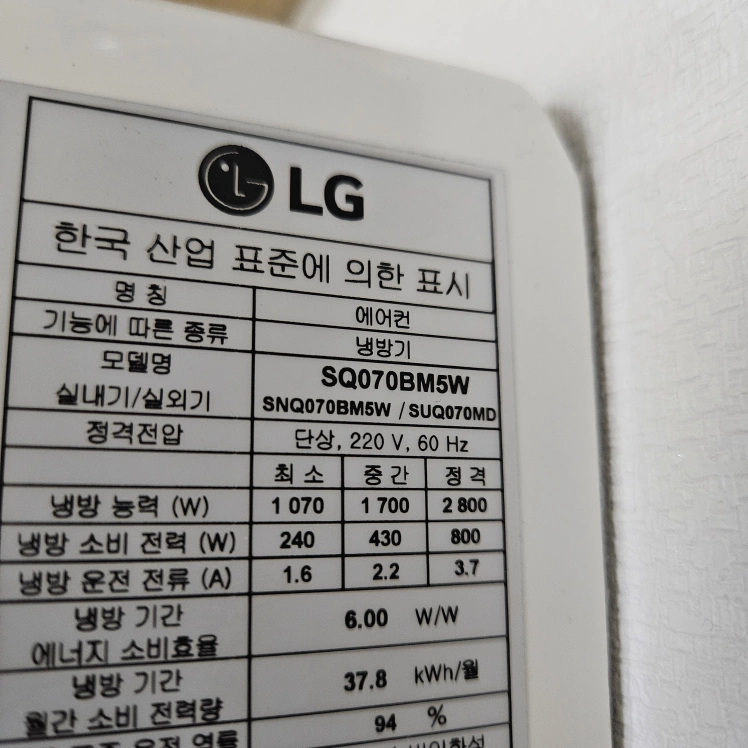 LG
한국 산업 표준에 의한 표시
명 칭 에어컨
기능에 따른 종류 냉방기
모델명 SQ070BM5W
실내기/실외기 SNQ070BM5W / SUQ070MD
정격전압 단상, 220 V, 60 Hz
최 소 중 간 정 격
냉방 능력 (W) 1 070 1 700 2 800
냉방 소비 전력 (W) 240 430 800
냉방 운전 전류 (A) 1.6 2.2 3.7
냉방 기간
에너지 소비효율 6.00 W/W
냉방 기간
월간 소비 전력량 37.8 kWh/월
94 %